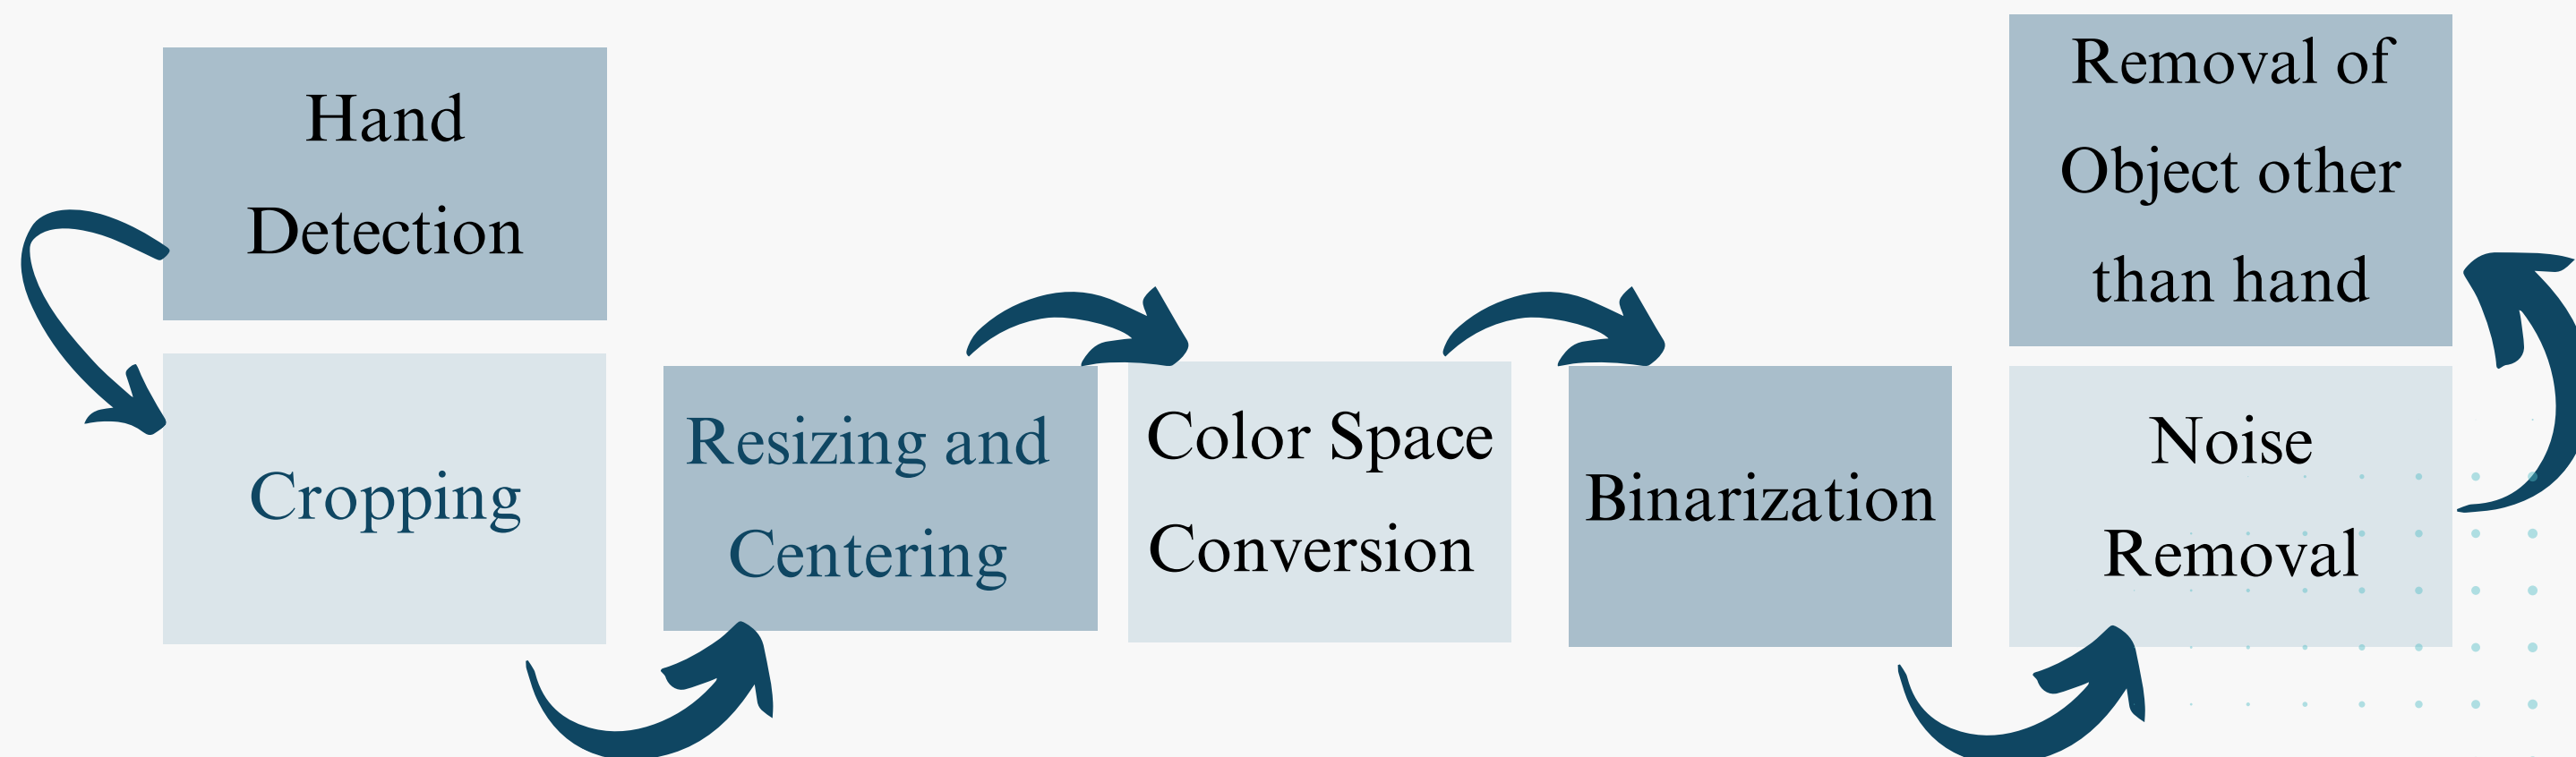 Hand
Detection
Cropping
Resizing and
Centering
Color Space
Conversion
Binarization
Noise
Removal
Removal of
Object other
than hand